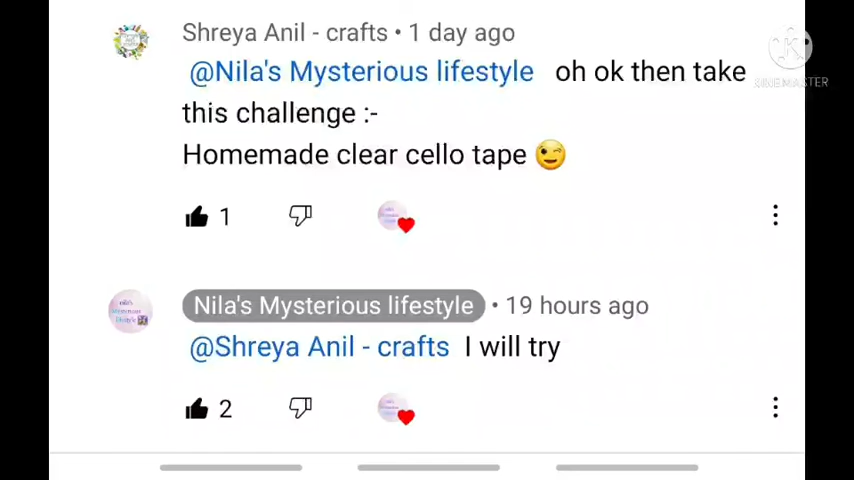 Shreya Anil - crafts • 1 day ago
@Nila's Mysterious lifestyle oh ok then take
this challenge :-
Homemade clear cello tape 😉
1
Nila's Mysterious lifestyle • 19 hours ago
@Shreya Anil - crafts I will try
2
KINEMASTER